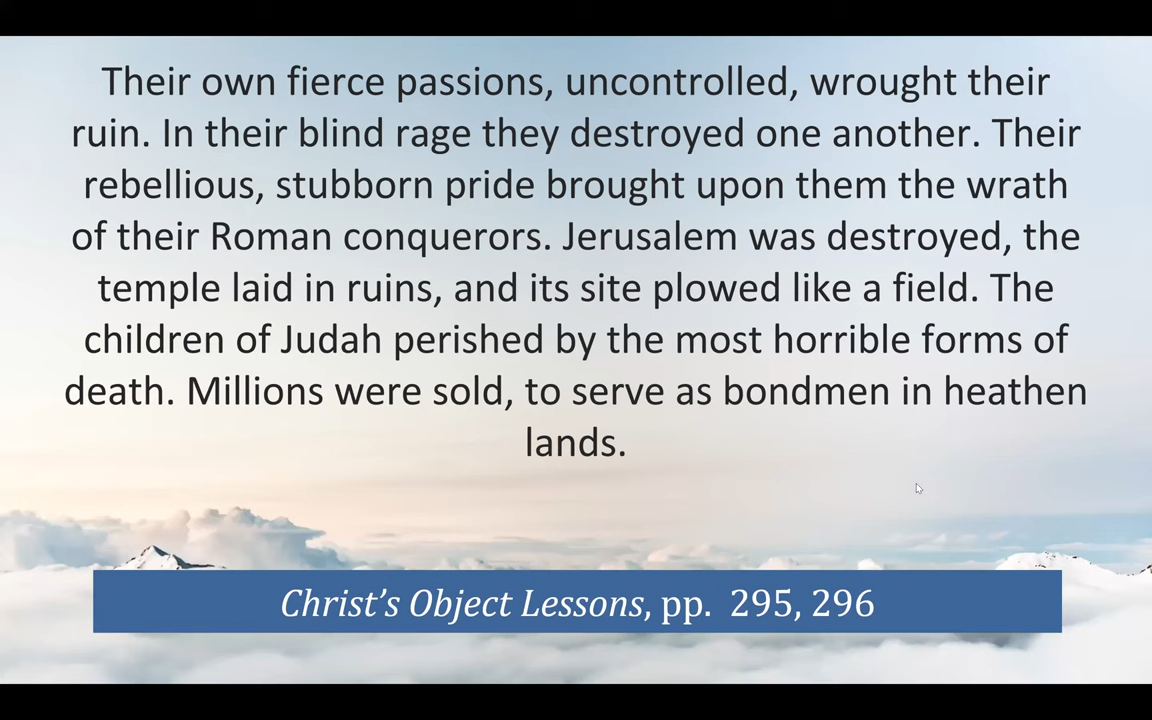 Their own fierce passions, uncontrolled, wrought their
ruin. In their blind rage they destroyed one another. Their
rebellious, stubborn pride brought upon them the wrath
of their Roman conquerors. Jerusalem was destroyed, the
temple laid in ruins, and its site plowed like a field. The
children of Judah perished by the most horrible forms of
death. Millions were sold, to serve as bondmen in heathen
lands.
Christ’s Object Lessons, pp.  295, 296